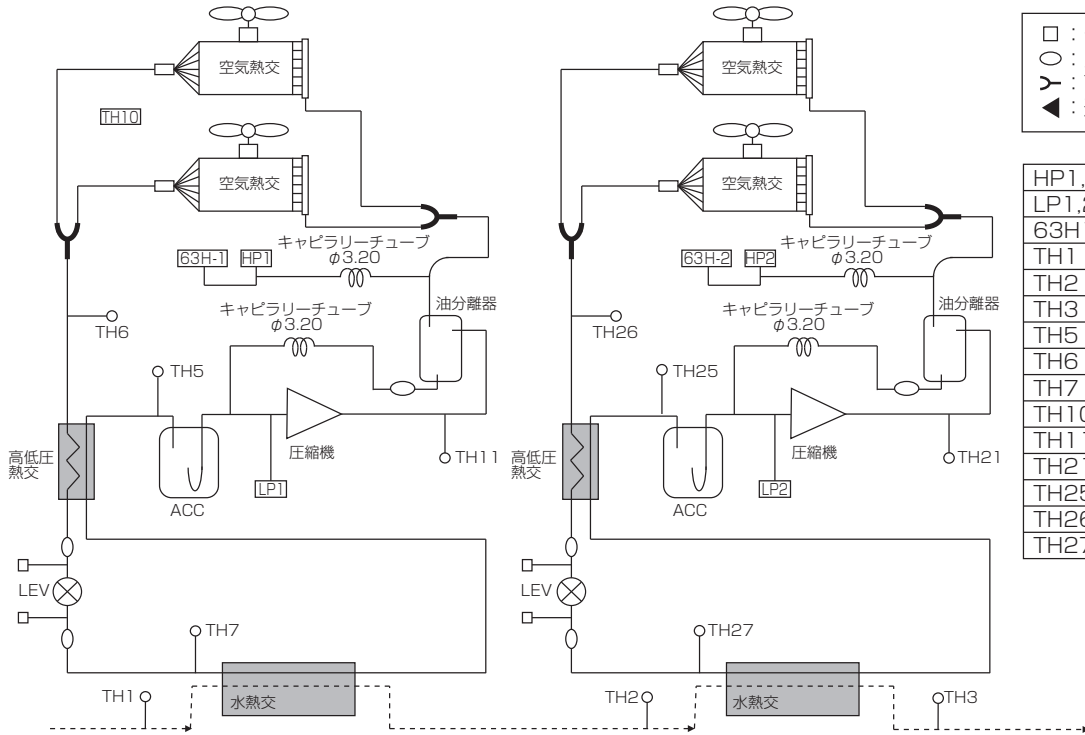 空気熱交
TH10
空気熱交
キャピラリーチューブ
φ3.20
63H-1
HP1
キャピラリーチューブ
φ3.20
油分離器
TH6
TH5
高低圧
熱交
ACC
LP1
圧縮機
TH11
LEV
TH7
TH1
水熱交
空気熱交
空気熱交
キャピラリーチューブ
φ3.20
63H-2
HP2
キャピラリーチューブ
φ3.20
油分離器
TH26
TH25
高低圧
熱交
ACC
LP2
圧縮機
TH21
LEV
TH27
TH2
水熱交
TH3
:
:
:
:
HP1,
LP1,
63H
TH1
TH2
TH3
TH5
TH6
TH7
TH10
TH11
TH21
TH25
TH26
TH27